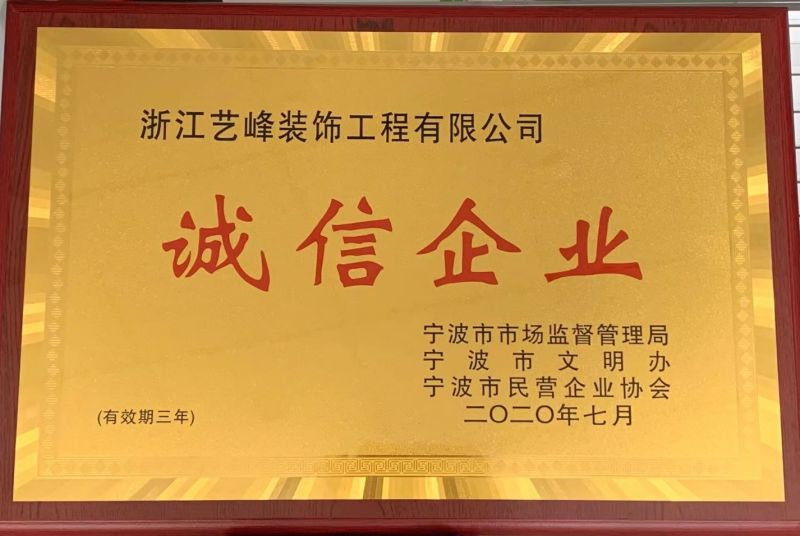 浙江艺峰装饰工程有限公司
诚信企业
宁波市市场监督管理局
宁波市文明办
宁波市民营企业协会
(有效期三年)
二〇二〇年七月